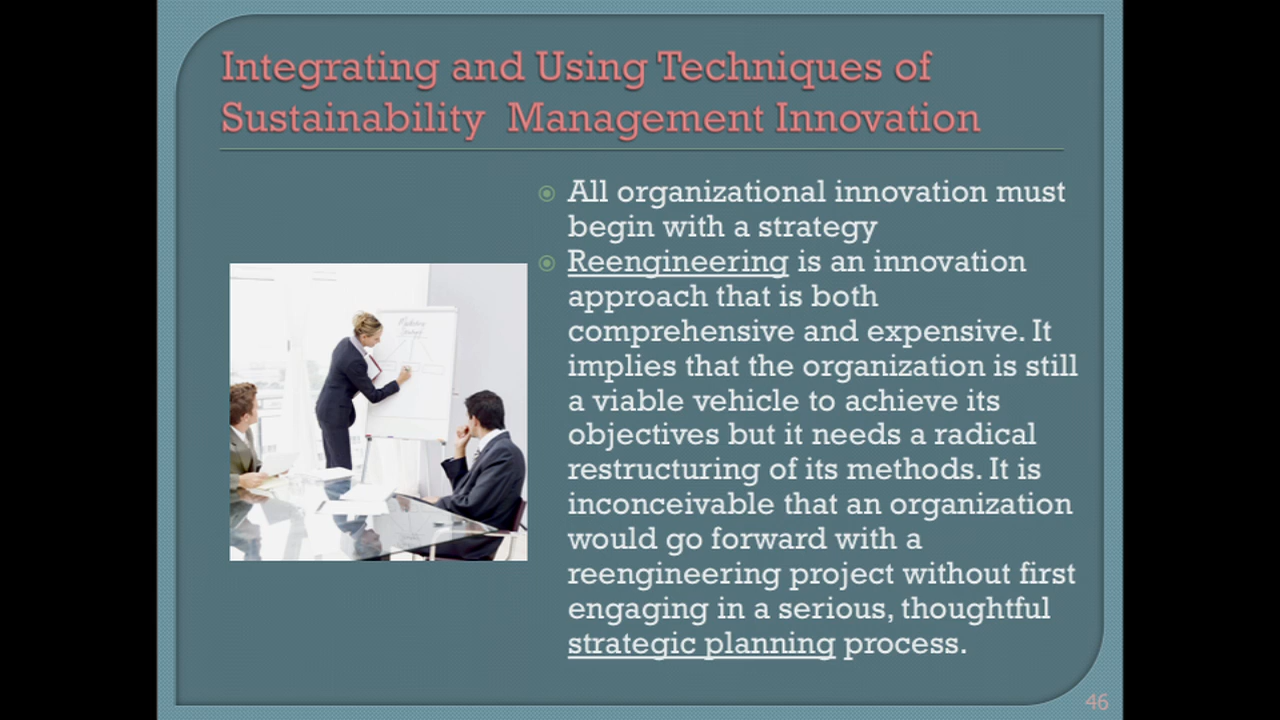 Integrating and Using Techniques of
Sustainability  Management Innovation
All organizational innovation must
begin with a strategy
Reengineering is an innovation
approach that is both
comprehensive and expensive. It
implies that the organization is still
a viable vehicle to achieve its
objectives but it needs a radical
restructuring of its methods. It is
inconceivable that an organization
would go forward with a
reengineering project without first
engaging in a serious, thoughtful
strategic planning process.
46